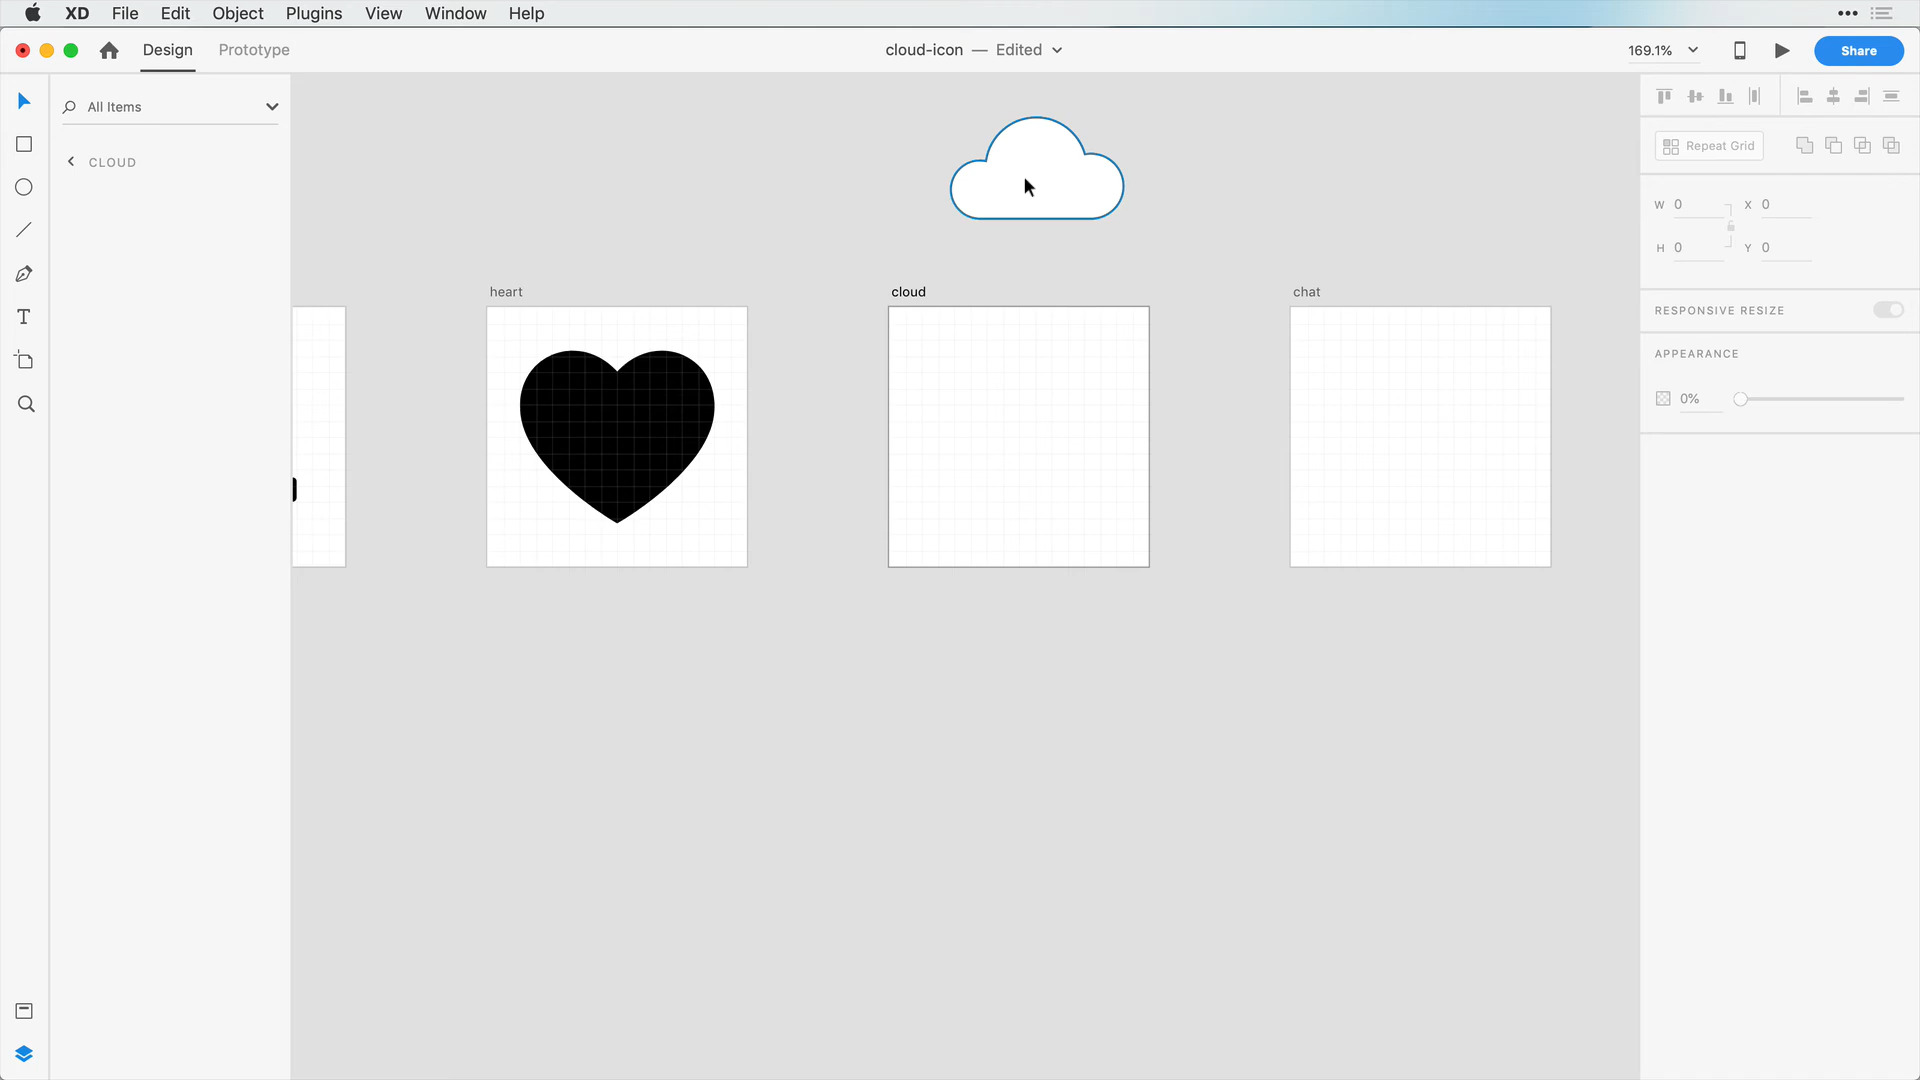 XD File Edit Object Plugins View Window Help
Design Prototype cloud-icon — Edited 169.1% Share
All Items
CLOUD
Repeat Grid
W 0 X 0
H 0 Y 0
heart cloud chat
RESPONSIVE RESIZE
APPEARANCE
0%